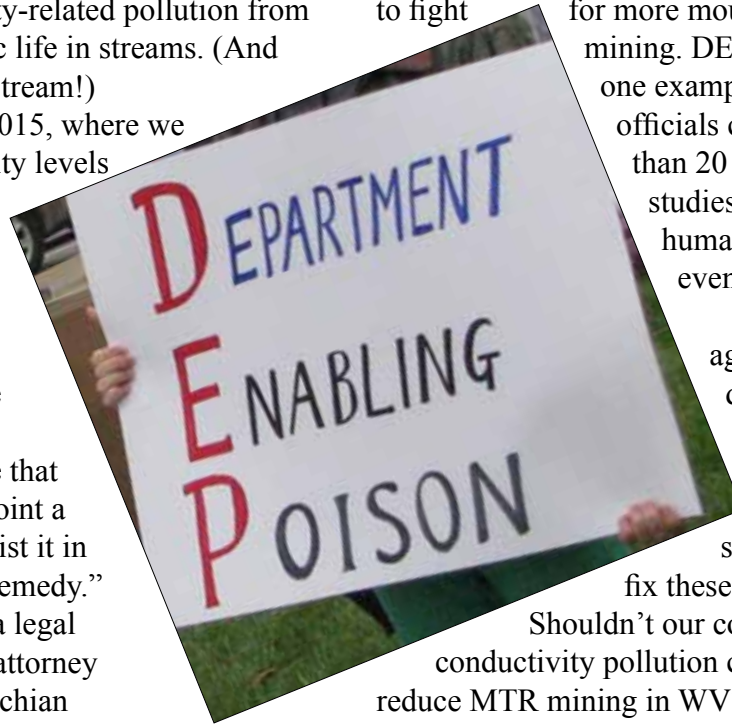 ty-related pollution from
c life in streams. (And
tream!)
015, where we
ty levels
e that
oint a
ist it in
emedy.”
a legal
attorney
chian
DEPARTMENT
ENABLING
POISON
to fight for more mou
mining. DE
one examp
officials
than 20
studies
huma
even
ag
s
fix these
Shouldn’t our co
conductivity pollution
reduce MTR mining in WV